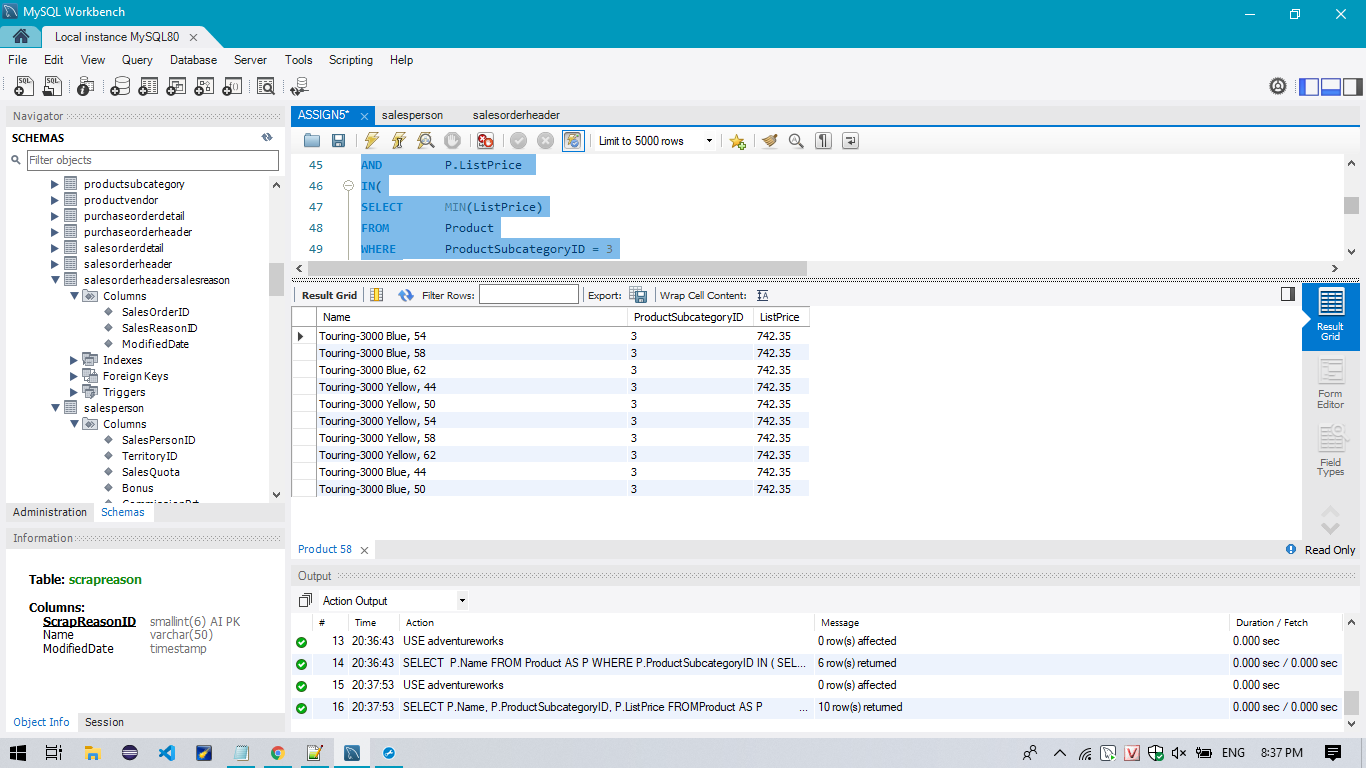 MySQL Workbench
Local instance MySQL80
File Edit View Query Database Server Tools Scripting Help
Navigator
SCHEMAS
Filter objects
productsubcategory
productvendor
purchaseorderdetail
purchaseorderheader
salesorderdetail
salesorderheader
salesorderheadersalesreason
Columns
SalesOrderID
SalesReasonID
ModifiedDate
Indexes
Foreign Keys
Triggers
salesperson
Columns
SalesPersonID
TerritoryID
SalesQuota
Bonus
Administration Schemas
Information
Table: scrapreason
Columns:
ScrapReasonID smallint(6) AI PK
Name varchar(50)
ModifiedDate timestamp
Object Info Session
ASSIGN5* salesperson salesorderheader
Limit to 5000 rows
45 AND P.ListPrice
46 IN(
47 SELECT MIN(ListPrice)
48 FROM Product
49 WHERE ProductSubcategoryID = 3
Result Grid Filter Rows: Export: Wrap Cell Content:
Name ProductSubcategoryID ListPrice
Touring-3000 Blue, 54 3 742.35
Touring-3000 Blue, 58 3 742.35
Touring-3000 Blue, 62 3 742.35
Touring-3000 Yellow, 44 3 742.35
Touring-3000 Yellow, 50 3 742.35
Touring-3000 Yellow, 54 3 742.35
Touring-3000 Yellow, 58 3 742.35
Touring-3000 Yellow, 62 3 742.35
Touring-3000 Blue, 44 3 742.35
Touring-3000 Blue, 50 3 742.35
Result
Grid
Form
Editor
Field
Types
Product 58
Read Only
Output
Action Output
# Time Action Message Duration / Fetch
13 20:36:43 USE adventureworks 0 row(s) affected 0.000 sec
14 20:36:43 SELECT P.Name FROM Product AS P WHERE P.ProductSubcategoryID IN ( SEL... 6 row(s) returned 0.000 sec / 0.000 sec
15 20:37:53 USE adventureworks 0 row(s) affected 0.000 sec
16 20:37:53 SELECT P.Name, P.ProductSubcategoryID, P.ListPrice FROMProduct AS P ... 10 row(s) returned 0.000 sec / 0.000 sec
ENG 8:37 PM